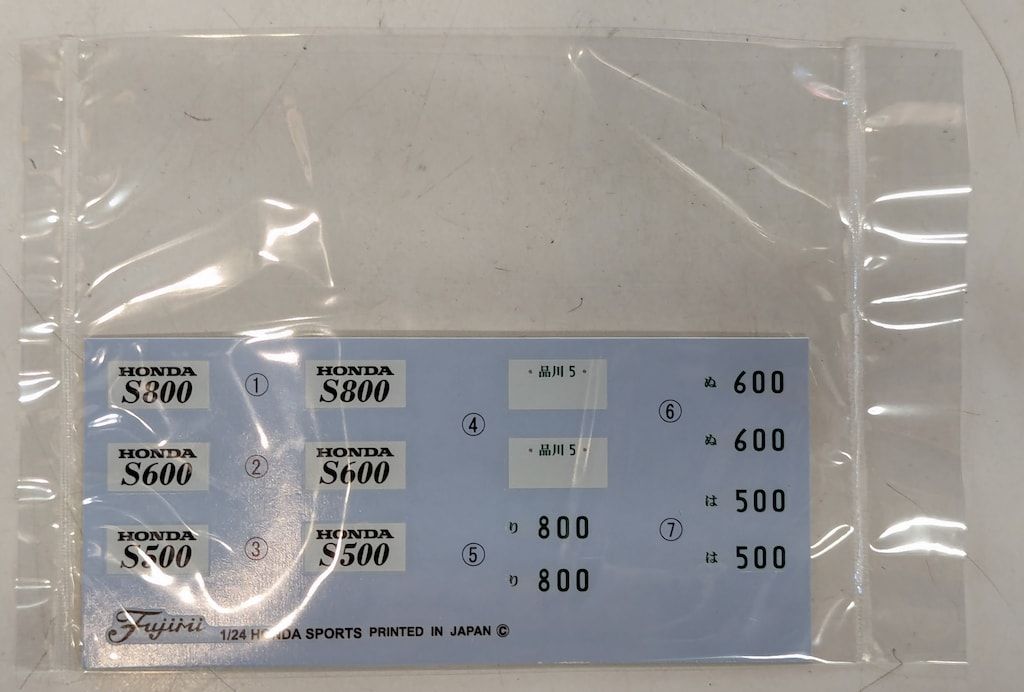 HONDA
S800
①
HONDA
S800
HONDA
S600
②
HONDA
S600
HONDA
S500
③
HONDA
S500
④
・品川 5・
・品川 5・
⑤
り 800
り 800
⑥
ぬ 600
ぬ 600
⑦
は 500
は 500
Fujimi
1/24 HONDA SPORTS PRINTED IN JAPAN ©